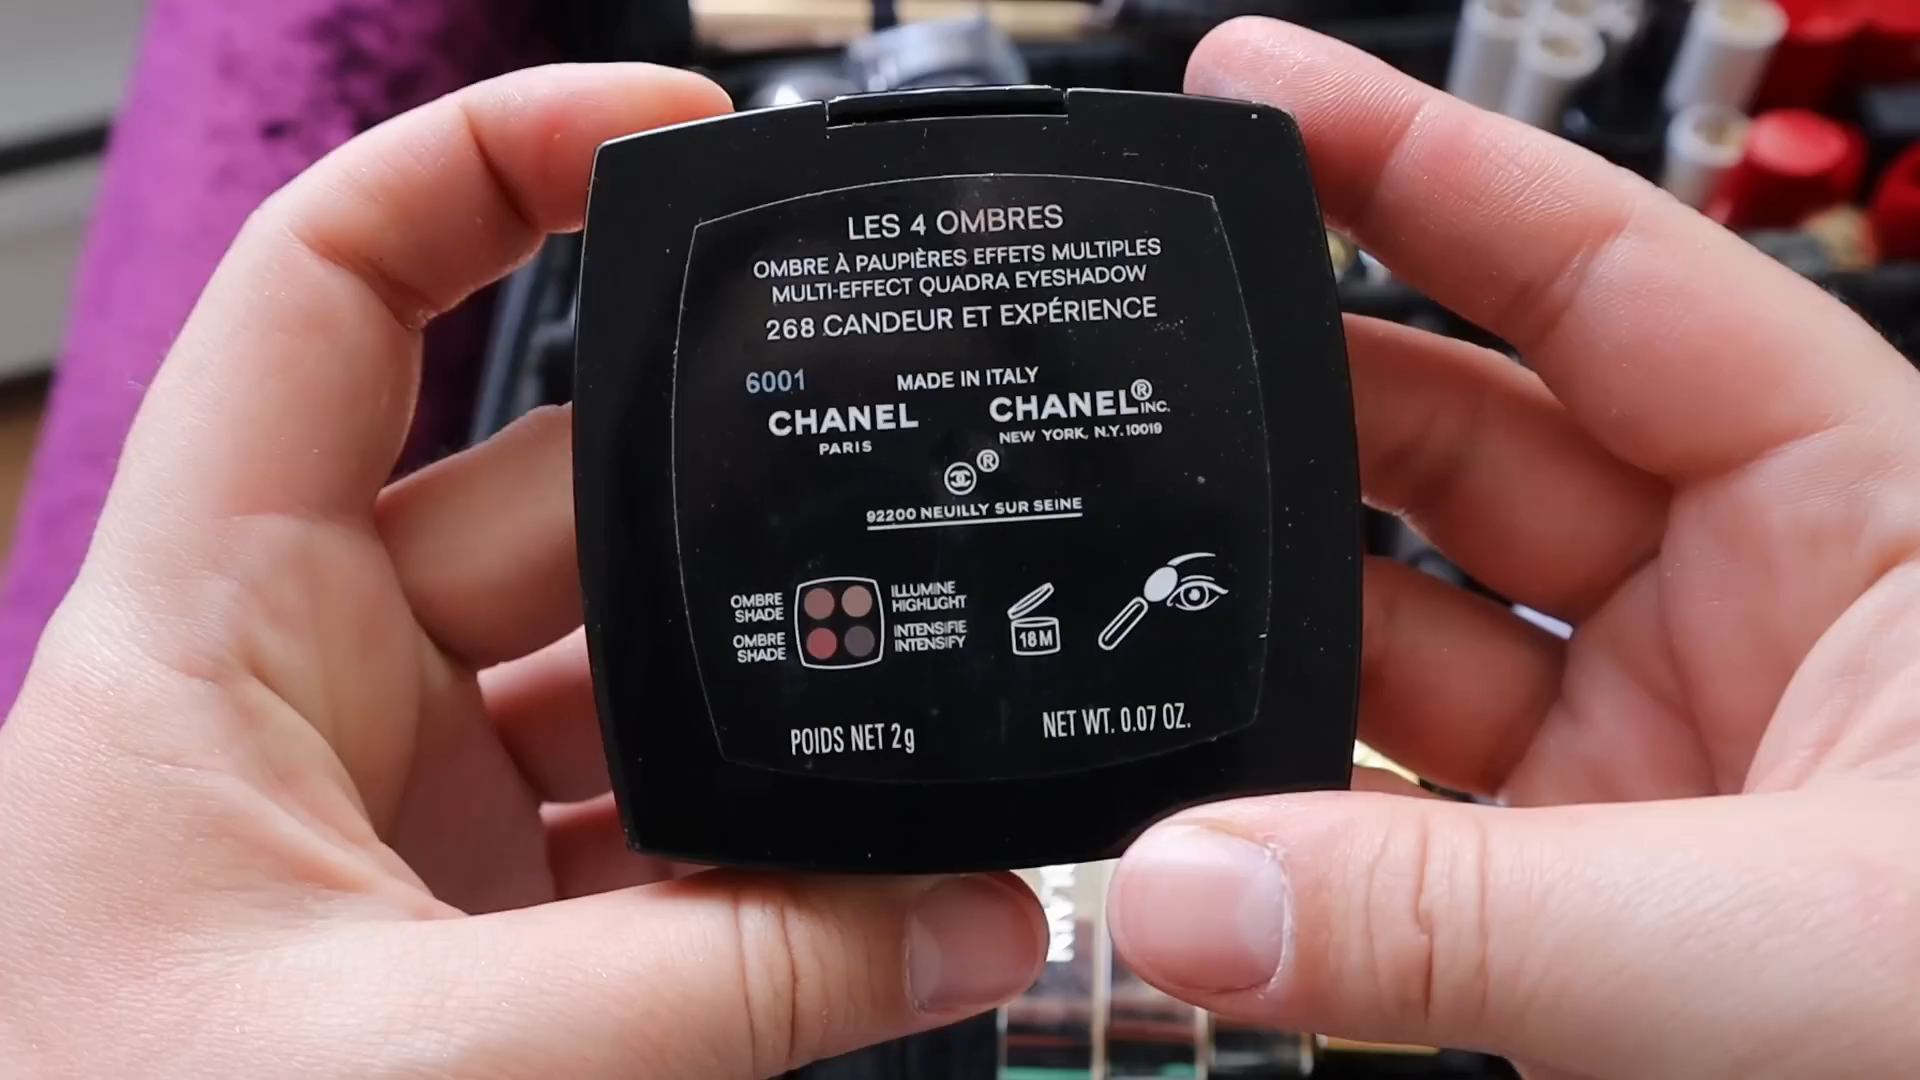 LES 4 OMBRES
OMBRE À PAUPIÈRES EFFETS MULTIPLES
MULTI-EFFECT QUADRA EYESHADOW
268 CANDEUR ET EXPÉRIENCE
6001 MADE IN ITALY
CHANEL CHANEL® INC.
PARIS NEW YORK, N.Y. 10019
®
92200 NEUILLY SUR SEINE
OMBRE ILLUMINE
SHADE HIGHLIGHT
OMBRE INTENSIFIE
SHADE INTENSIFY
18 M
POIDS NET 2g NET WT. 0.07 OZ.